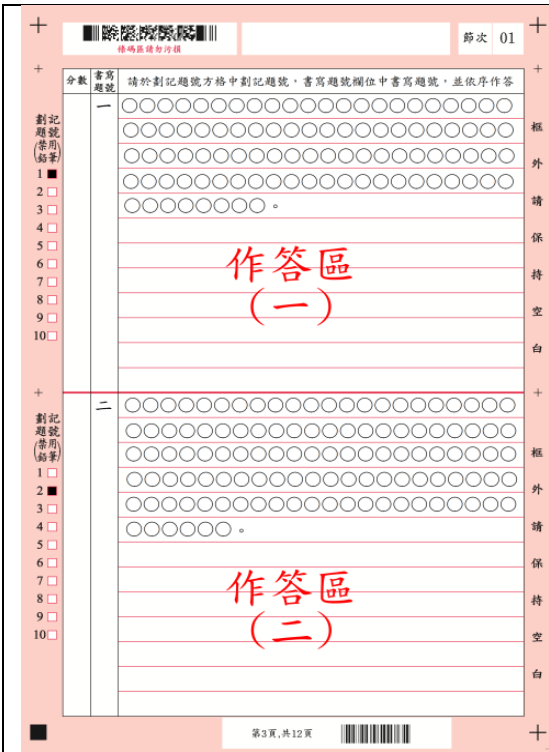 條碼區請勿污損
節次 01
分數 書寫題號 請於劃記題號方格中劃記題號，書寫題號欄位中書寫題號，並依序作答
劃記題號(禁用鉛筆)
1
2
3
4
5
6
7
8
9
10
一 ○○○○○○○○○○○○○○○○○○○○○○
○○○○○○○○○○○○○○○○○○○○○○
○○○○○○○○○○○○○○○○○○○○○○
○○○○○○○○○○○○○○○○○○○○○○
○○○○○○○○。
作答區
(一)
框外請保持空白
劃記題號(禁用鉛筆)
1
2
3
4
5
6
7
8
9
10
二 ○○○○○○○○○○○○○○○○○○○○○○
○○○○○○○○○○○○○○○○○○○○○○
○○○○○○○○○○○○○○○○○○○○○○
○○○○○○○○○○○○○○○○○○○○○○
○○○○○○○○○○○○○○○○○○○○○○
○○○○○○。
作答區
(二)
框外請保持空白
第3頁,共12頁